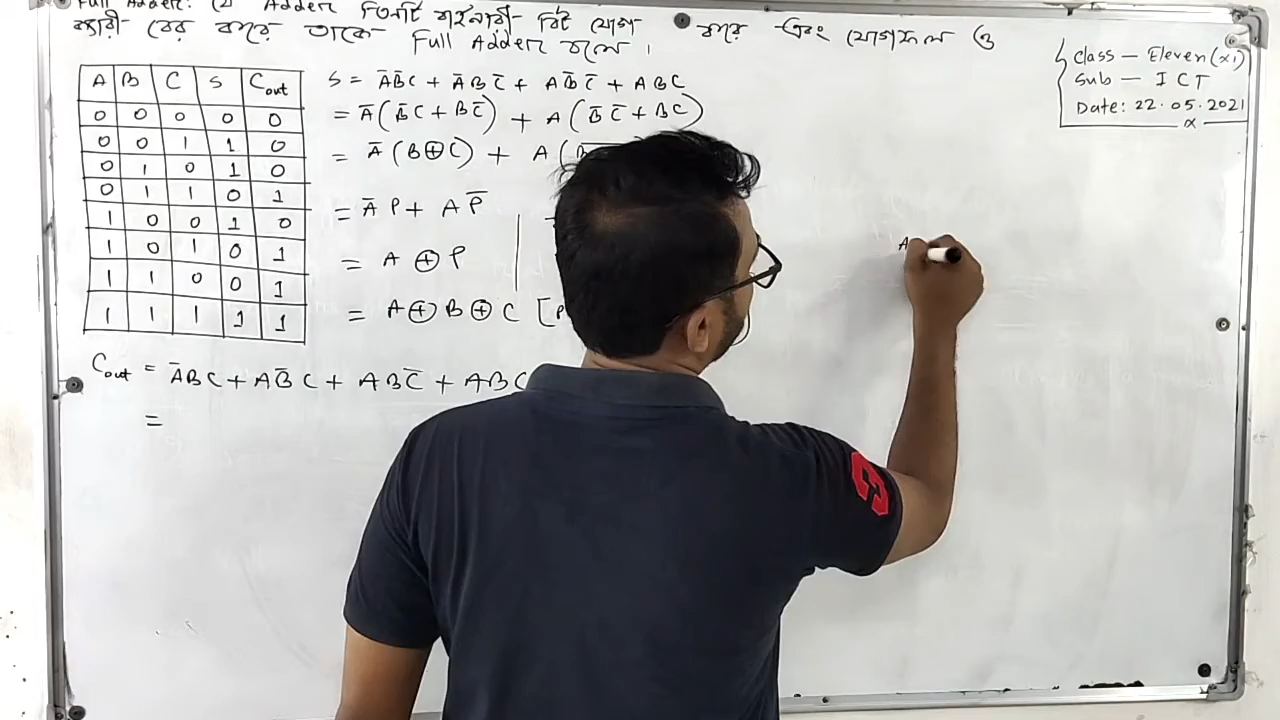 Full Adder: যে Adder তিনটি বাইনারী বিট যোগ করে এবং যোগফল ও
ক্যারী বের করে তাকে Full Adder বলে।
A B C S Cout
0 0 0 0 0
0 0 1 1 0
0 1 0 1 0
0 1 1 0 1
1 0 0 1 0
1 0 1 0 1
1 1 0 0 1
1 1 1 1 1
S = A̅B̅C + A̅BC̅ + AB̅C̅ + ABC
= A̅(B̅C + BC̅) + A(B̅C̅ + BC)
= A̅(B⊕C) + A(
= A̅P + AP̅
= A⊕P
= A⊕B⊕C [P
Cout = A̅BC + AB̅C + ABC̅ + ABC
=
Class – Eleven (XI)
Sub – ICT
Date: 22.05.2021
x
A